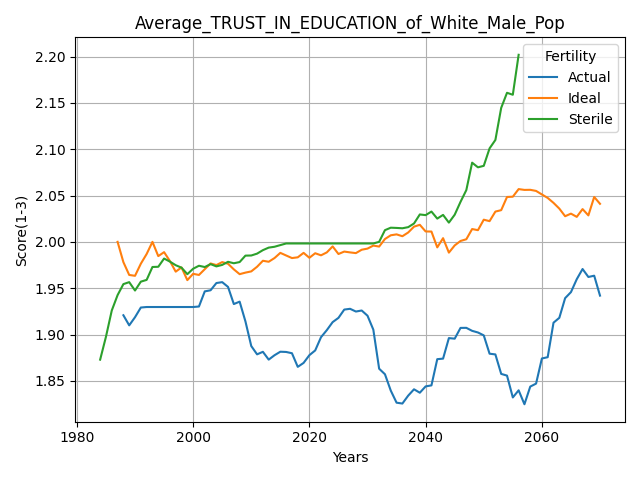 Average_TRUST_IN_EDUCATION_of_White_Male_Pop
Score(1-3)
2.20
2.15
2.10
2.05
2.00
1.95
1.90
1.85
1980
2000
2020
2040
2060
Years
Fertility
Actual
Ideal
Sterile